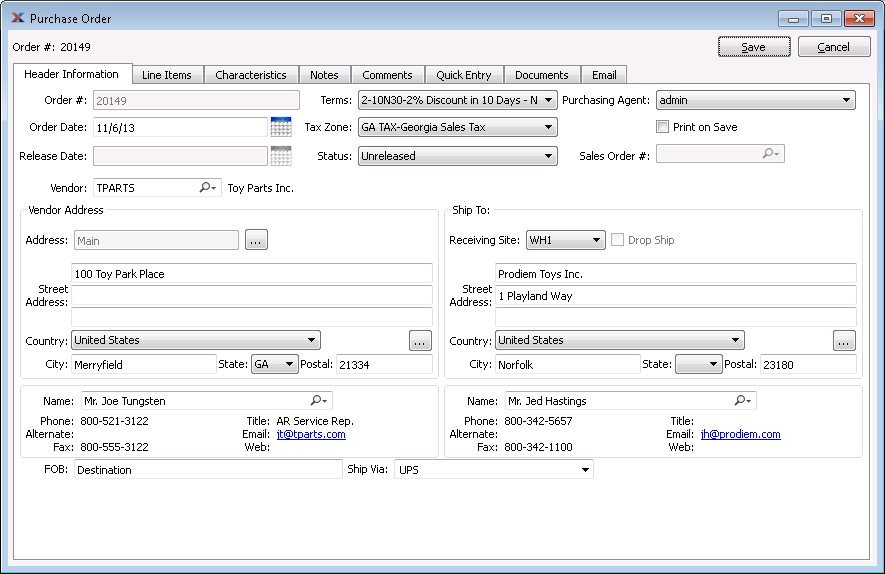 Purchase Order
Order #: 20149
Save
Cancel
Header Information
Line Items
Characteristics
Notes
Comments
Quick Entry
Documents
Email
Order #: 20149
Terms: 2-10N30-2% Discount in 10 Days - N
Purchasing Agent: admin
Order Date: 11/6/13
Tax Zone: GA TAX-Georgia Sales Tax
Print on Save
Release Date:
Status: Unreleased
Sales Order #:
Vendor: TPARTS
Toy Parts Inc.
Vendor Address
Address: Main
...
Street
Address:
100 Toy Park Place
Country: United States
...
City: Merryfield
State: GA
Postal: 21334
Name: Mr. Joe Tungsten
Phone: 800-521-3122
Title: AR Service Rep.
Alternate:
Email: jt@tparts.com
Fax: 800-555-3122
Web:
Ship To:
Receiving Site: WH1
Drop Ship
Street
Address:
Prodiem Toys Inc.
1 Playland Way
Country: United States
...
City: Norfolk
State:
Postal: 23180
Name: Mr. Jed Hastings
Phone: 800-342-5657
Title:
Alternate:
Email: jh@prodiem.com
Fax: 800-342-1100
Web:
FOB: Destination
Ship Via: UPS